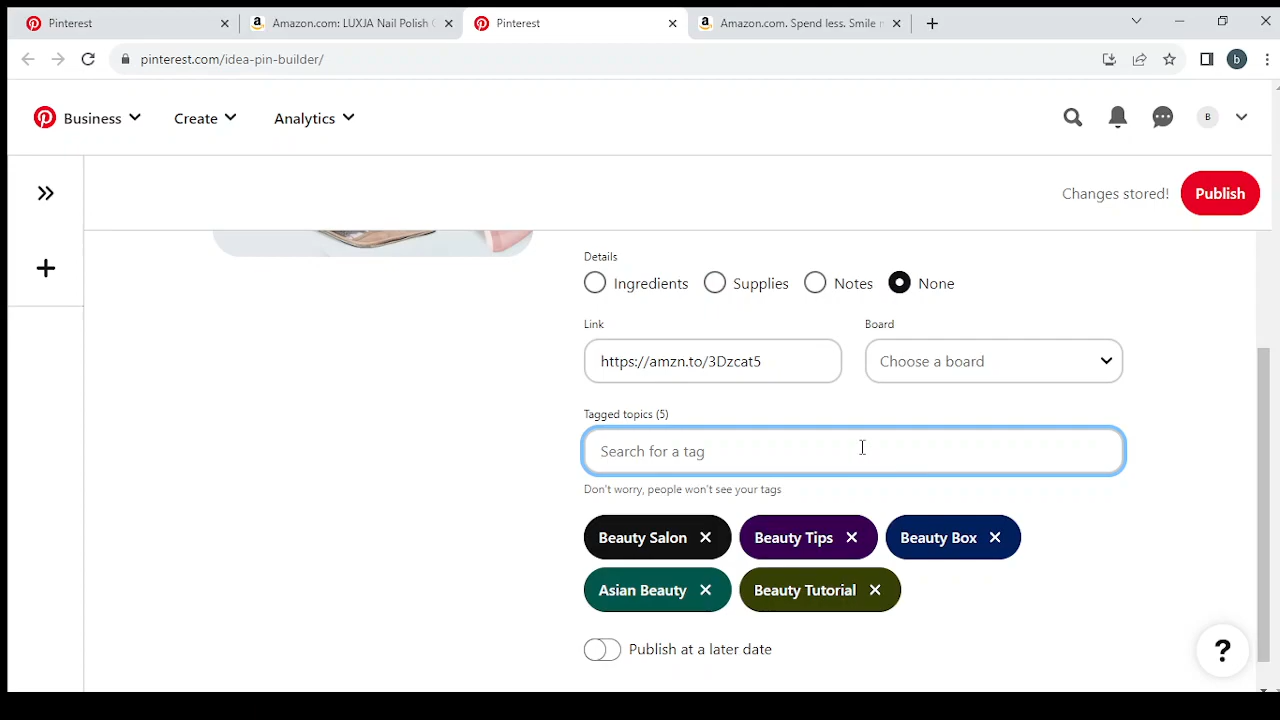 Pinterest
Amazon.com: LUXJA Nail Polish
Pinterest
Amazon.com. Spend less. Smile
pinterest.com/idea-pin-builder/
b
Business
Create
Analytics
B
Changes stored!
Publish
Details
Ingredients
Supplies
Notes
None
Link
Board
https://amzn.to/3Dzcat5
Choose a board
Tagged topics (5)
Search for a tag
Don't worry, people won't see your tags
Beauty Salon
Beauty Tips
Beauty Box
Asian Beauty
Beauty Tutorial
Publish at a later date
?